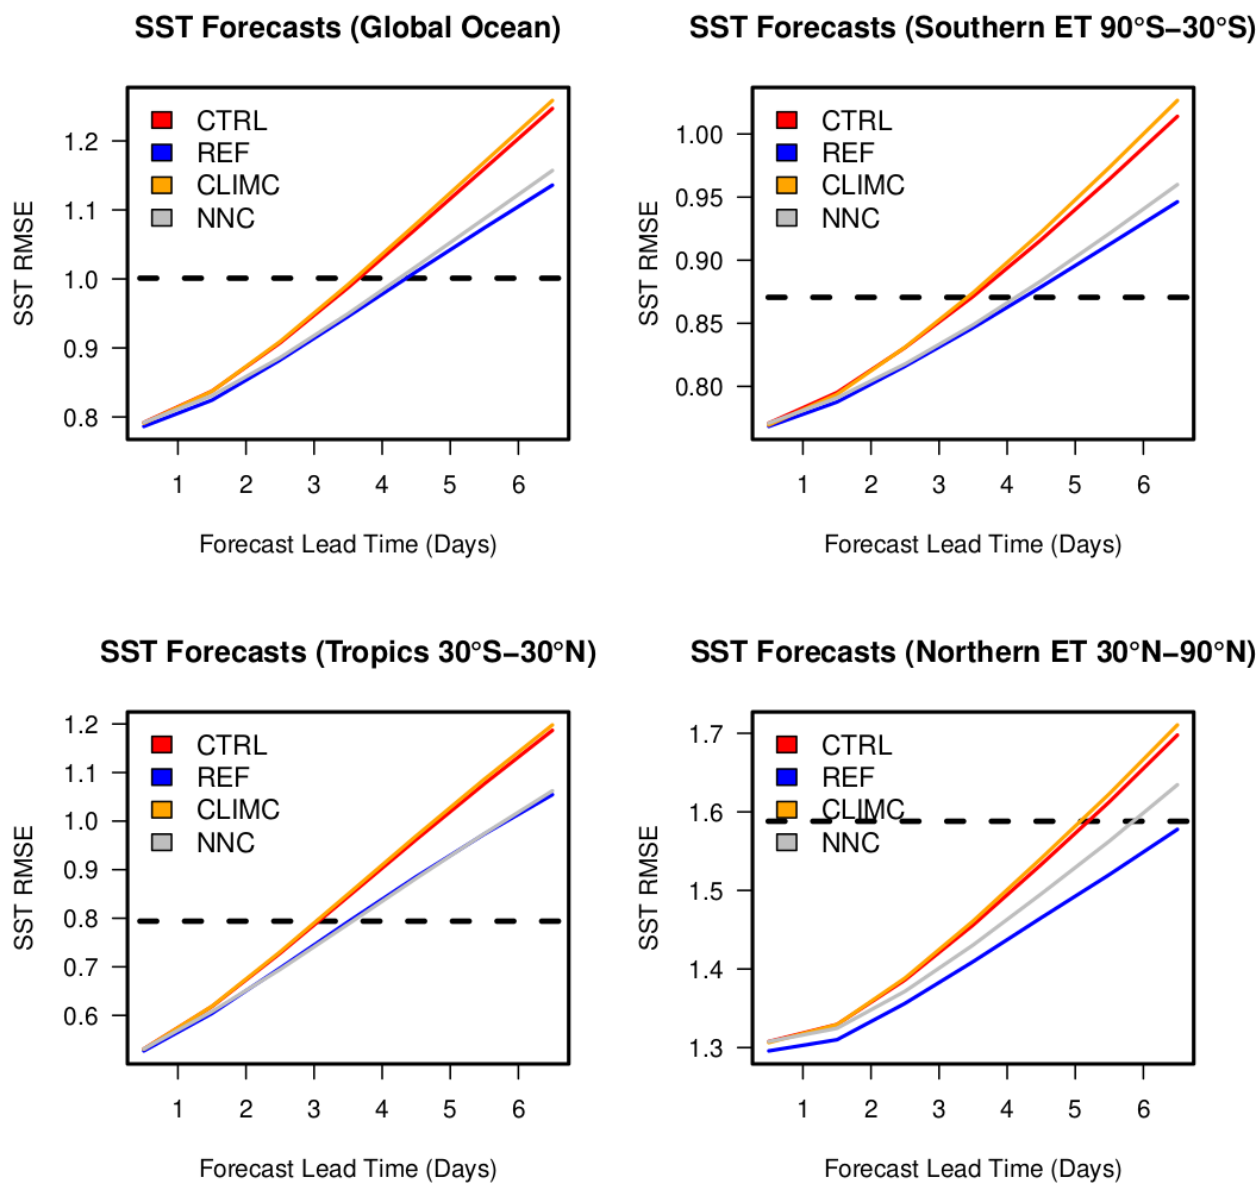 SST Forecasts (Global Ocean)
SST RMSE
1.2
1.1
1.0
0.9
0.8
CTRL
REF
CLIMC
NNC
1 2 3 4 5 6
Forecast Lead Time (Days)
SST Forecasts (Southern ET 90°S–30°S)
SST RMSE
1.00
0.95
0.90
0.85
0.80
CTRL
REF
CLIMC
NNC
1 2 3 4 5 6
Forecast Lead Time (Days)
SST Forecasts (Tropics 30°S–30°N)
SST RMSE
1.2
1.1
1.0
0.9
0.8
0.7
0.6
CTRL
REF
CLIMC
NNC
1 2 3 4 5 6
Forecast Lead Time (Days)
SST Forecasts (Northern ET 30°N–90°N)
SST RMSE
1.7
1.6
1.5
1.4
1.3
CTRL
REF
CLIMC
NNC
1 2 3 4 5 6
Forecast Lead Time (Days)